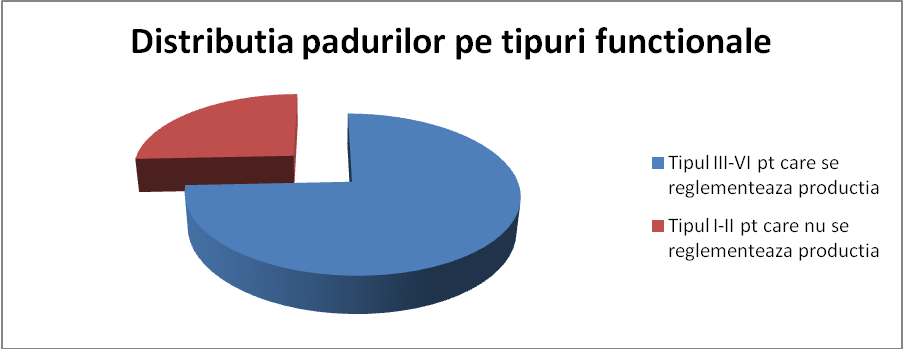 Distributia padurilor pe tipuri functionale
Tipul III-VI pt care se
reglementeaza productia
Tipul I-II pt care nu se
reglementeaza productia